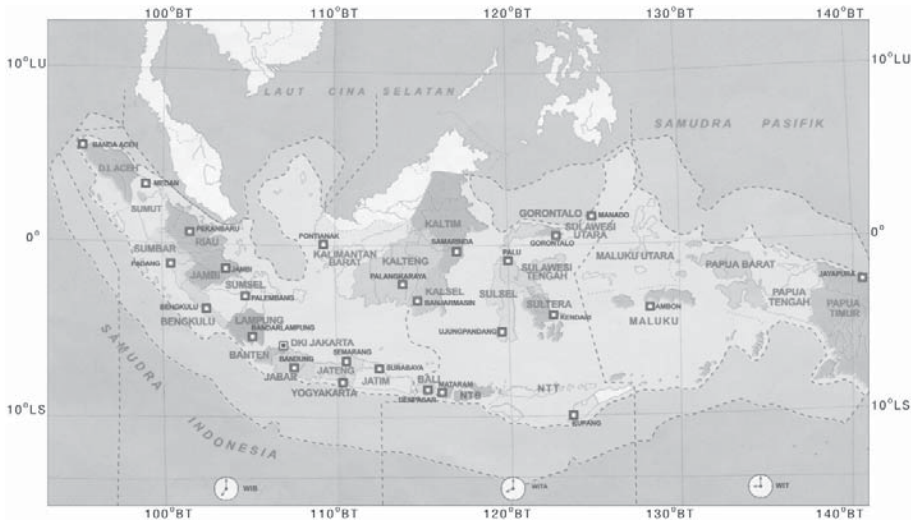 100°BT 110°BT 120°BT 130°BT 140°BT
10°LU 10°LU
LAUT CINA SELATAN
SAMUDRA PASIFIK
BANDA ACEH
D.I.ACEH
MEDAN
SUMUT
PEKANBARU
RIAU
0° 0°
SUMBAR
PADANG
JAMBI
JAMBI
SUMSEL
PALEMBANG
BENGKULU
BENGKULU
LAMPUNG
BANDARLAMPUNG
BANTEN
DKI JAKARTA
BANDUNG
JABAR
SEMARANG
JATENG
YOGYAKARTA
SURABAYA
JATIM
BALI
DENPASAR
MATARAM
NTB
NTT
KUPANG
PONTIANAK
KALIMANTAN
BARAT
KALTENG
PALANGKARAYA
KALTIM
SAMARINDA
KALSEL
BANJARMASIN
GORONTALO
GORONTALO
MANADO
SULAWESI
UTARA
PALU
SULAWESI
TENGAH
SULSEL
SULTERA
KENDARI
UJUNGPANDANG
MALUKU UTARA
AMBON
MALUKU
PAPUA BARAT
PAPUA
TENGAH
JAYAPURA
PAPUA
TIMUR
10°LS 10°LS
SAMUDRA
INDONESIA
WIB WITA WIT
100°BT 110°BT 120°BT 130°BT 140°BT